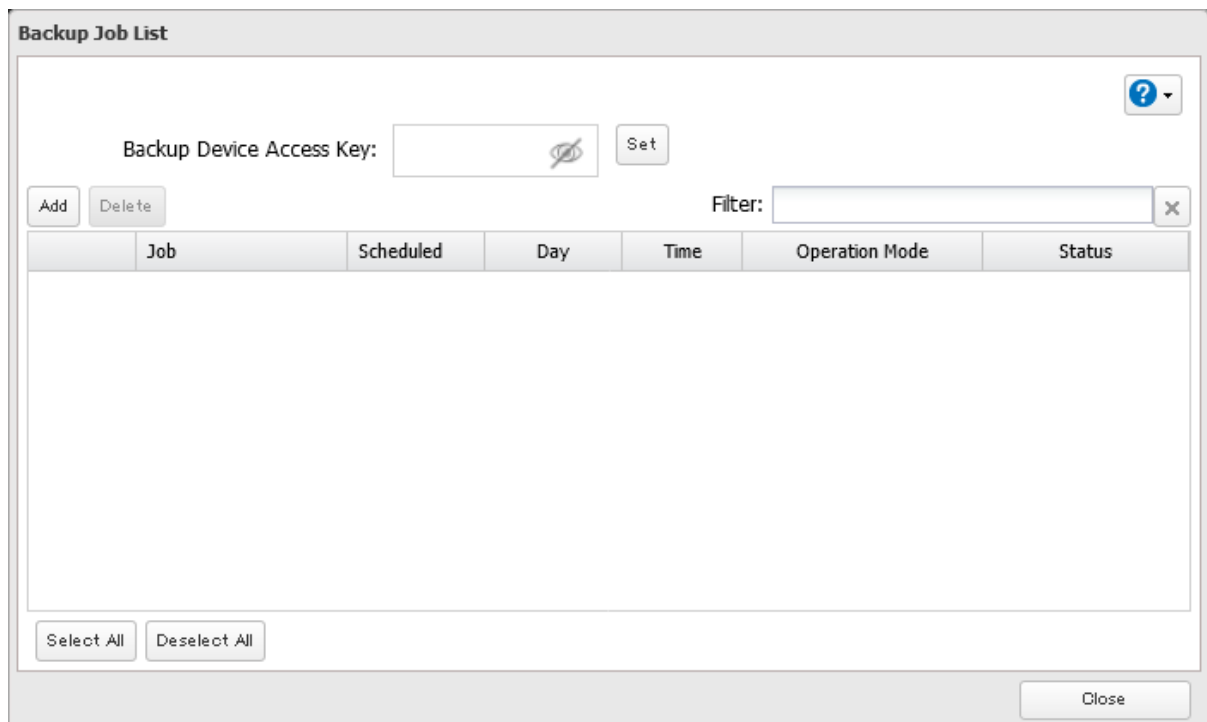 Backup Job List
?
Backup Device Access Key: Set
Add Delete Filter:
Job Scheduled Day Time Operation Mode Status
Select All Deselect All
Close